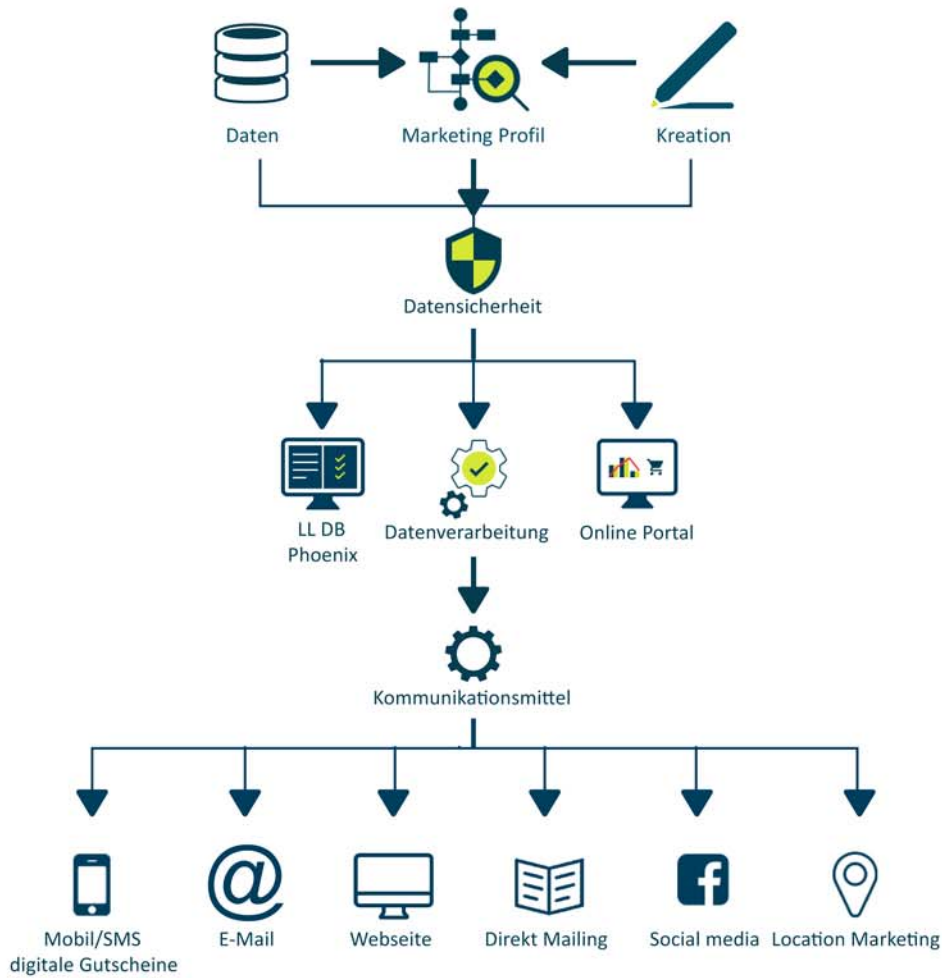 Daten
Marketing Profil
Kreation
Datensicherheit
LL DB
Phoenix
Datenverarbeitung
Online Portal
Kommunikationsmittel
Mobil/SMS
digitale Gutscheine
E-Mail
Webseite
Direkt Mailing
Social media
Location Marketing